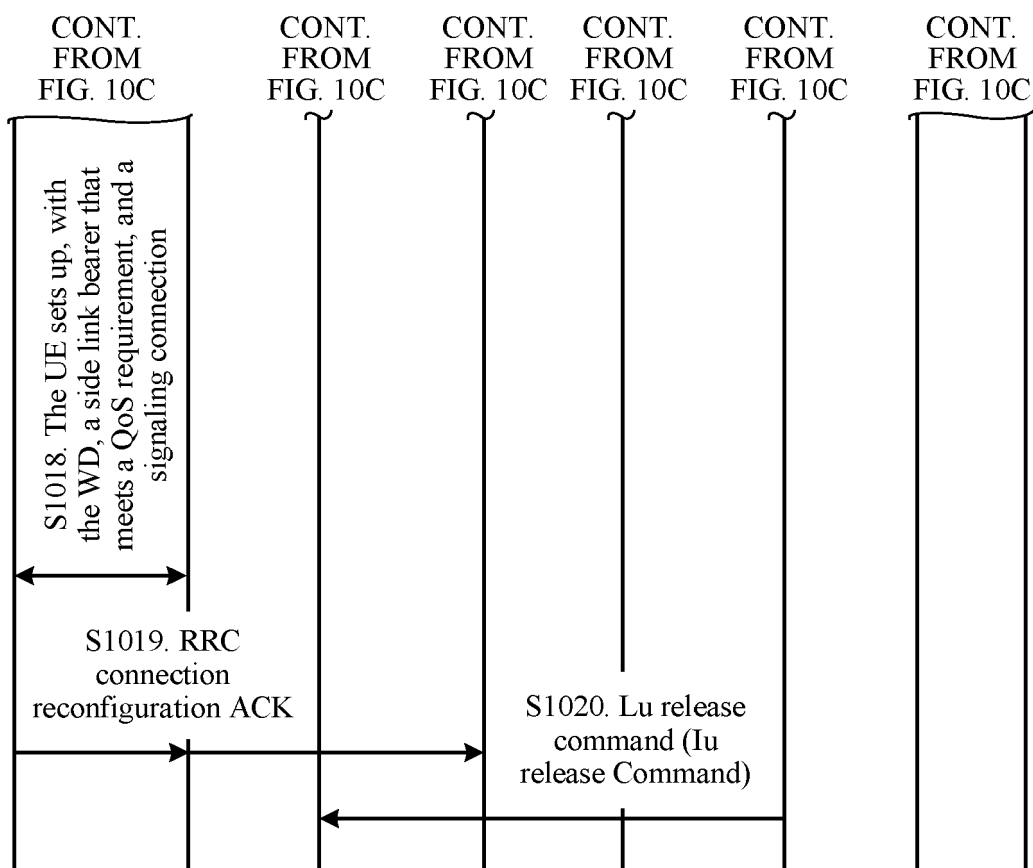 CONT.
FROM
FIG. 10C
CONT.
FROM
FIG. 10C
CONT.
FROM
FIG. 10C
CONT.
FROM
FIG. 10C
CONT.
FROM
FIG. 10C
CONT.
FROM
FIG. 10C
S1018. The UE sets up, with
the WD, a side link bearer that
meets a QoS requirement, and a
signaling connection
S1019. RRC
connection
reconfiguration ACK
S1020. Lu release
command (Iu
release Command)